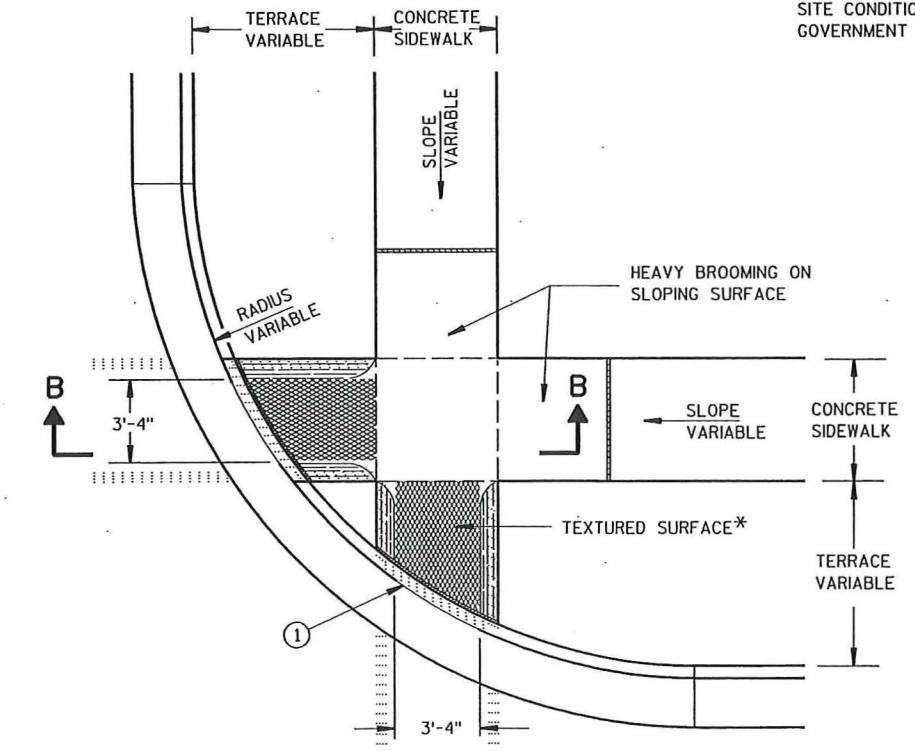 TERRACE
VARIABLE
CONCRETE
SIDEWALK
SITE CONDITIO
GOVERNMENT
SLOPE
VARIABLE
HEAVY BROOMING ON
SLOPING SURFACE
RADIUS
VARIABLE
B
B
3'-4"
SLOPE
VARIABLE
CONCRETE
SIDEWALK
TEXTURED SURFACE*
TERRACE
VARIABLE
1
3'-4"